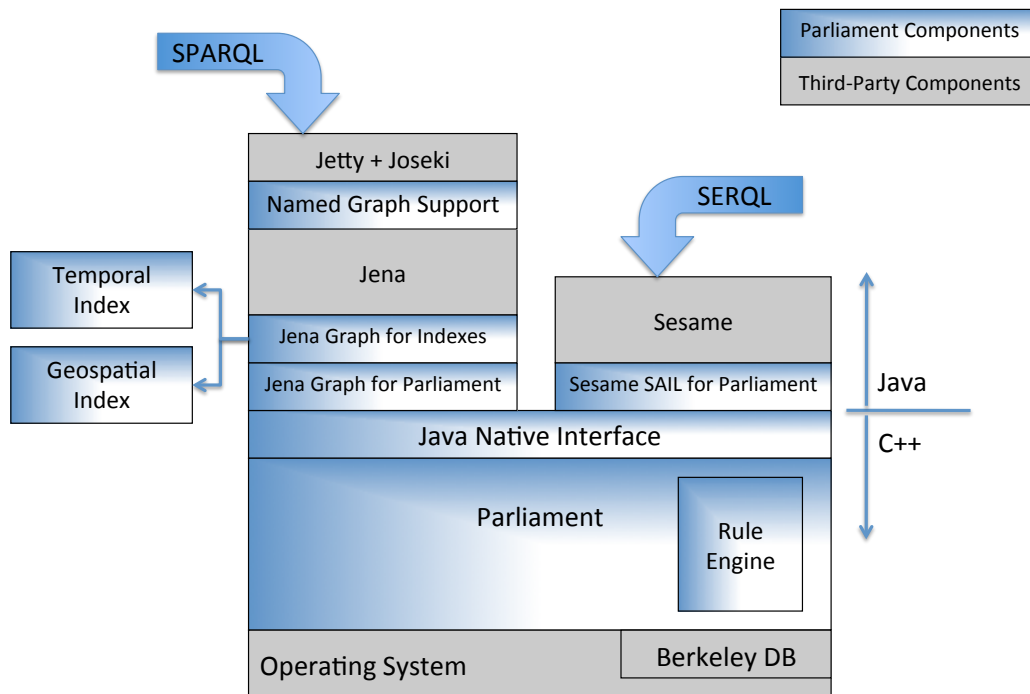 Parliament Components
Third-Party Components
SPARQL
Jetty + Joseki
Named Graph Support
SERQL
Jena
Temporal
Index
Sesame
Jena Graph for Indexes
Geospatial
Index
Jena Graph for Parliament
Sesame SAIL for Parliament
Java
Java Native Interface
C++
Parliament
Rule
Engine
Operating System
Berkeley DB